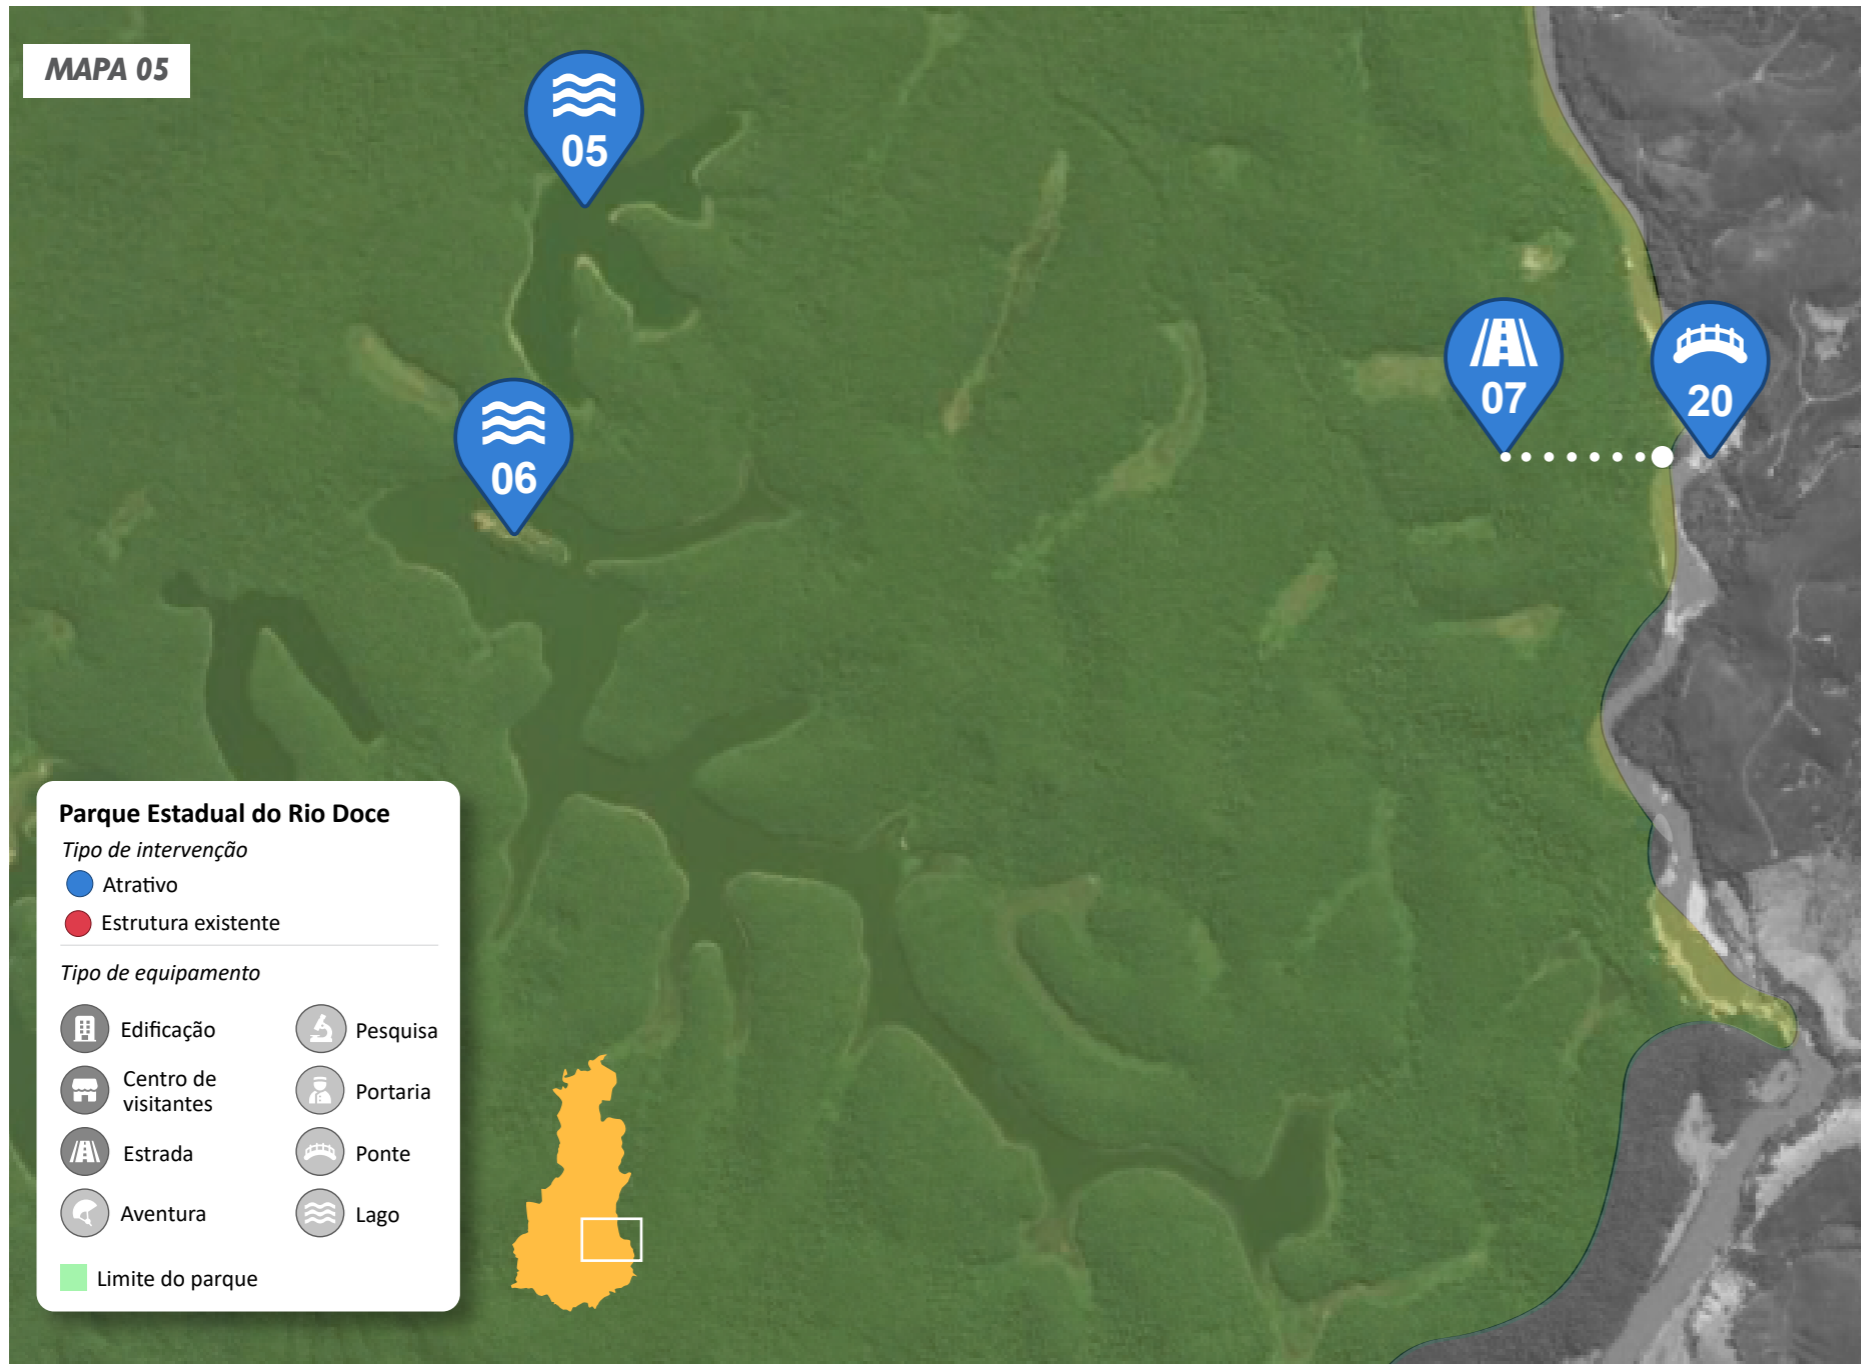 MAPA 05
05
06
07
20
Parque Estadual do Rio Doce
Tipo de intervenção
Atrativo
Estrutura existente
Tipo de equipamento
Edificação
Pesquisa
Centro de
visitantes
Portaria
Estrada
Ponte
Aventura
Lago
Limite do parque